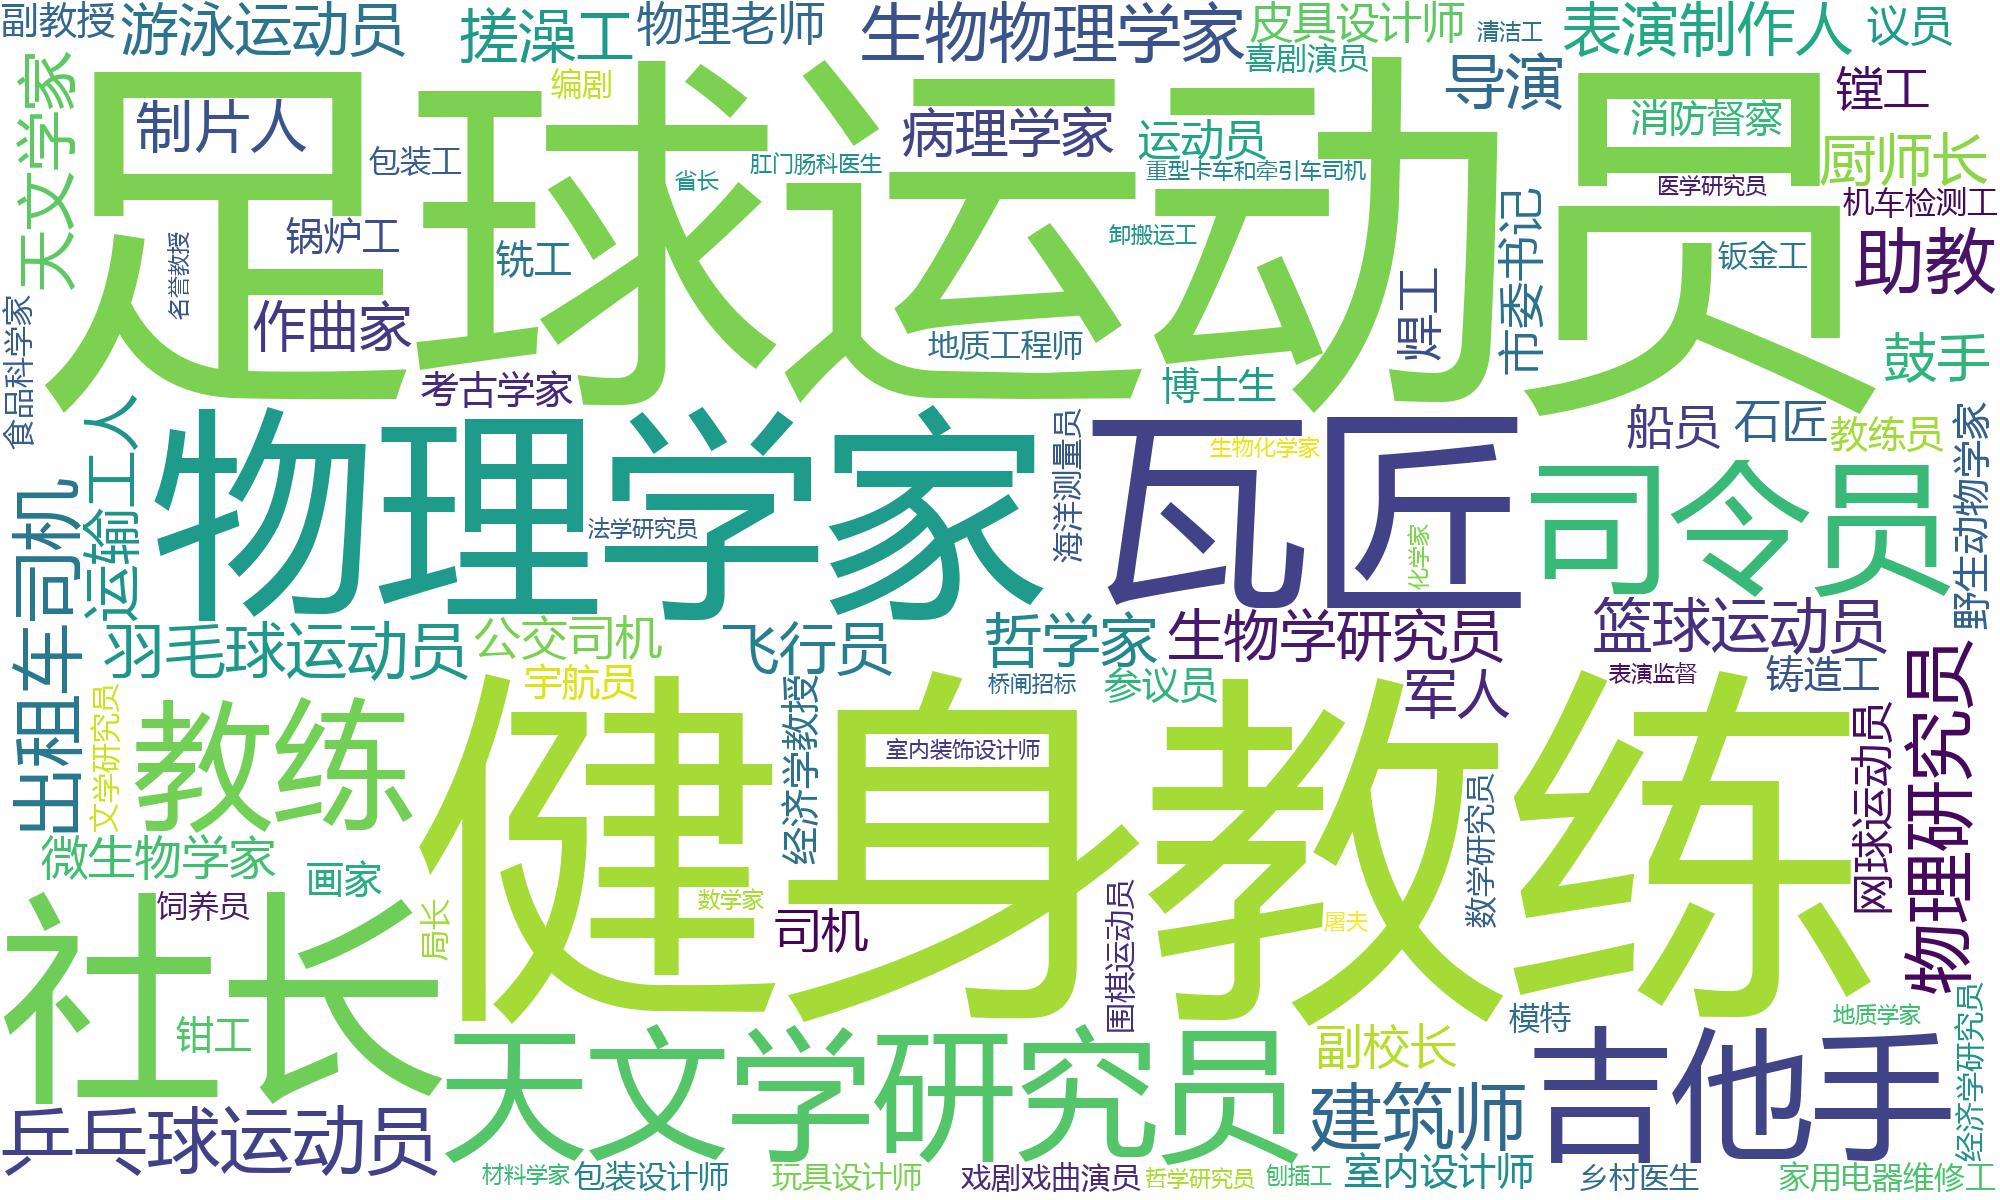 副教授
游泳运动员
搓澡工
物理老师
生物物理学家
皮具设计师
清洁工
表演制作人
议员
喜剧演员
导演
天文学家
编剧
镗工
足球运动员
制片人
病理学家
运动员
消防督察
包装工
肛门肠科医生
重型卡车和牵引车司机
厨师长
省长
医学研究员
机车检测工
锅炉工
名誉教授
铣工
卸搬运工
市委书记
钣金工
助教
作曲家
焊工
食品科学家
地质工程师
鼓手
考古学家
博士生
运输工人
物理学家
海洋测量员
瓦匠
生物化学家
船员
石匠
教练员
野生动物学家
司令员
出租车司机
法学研究员
化学家
羽毛球运动员
公交司机
飞行员
哲学家
生物学研究员
篮球运动员
宇航员
桥闸招标
参议员
军人
表演监督
铸造工
物理研究员
文学研究员
教练
健身教练
经济学教授
室内装饰设计师
网球运动员
数学研究员
微生物学家
画家
饲养员
数学家
局长
司机
围棋运动员
屠夫
社长
钳工
模特
地质学家
经济学研究员
天文学研究员
副校长
吉他手
建筑师
乒乓球运动员
材料学家
包装设计师
玩具设计师
戏剧戏曲演员
哲学研究员
刨插工
室内设计师
乡村医生
家用电器维修工